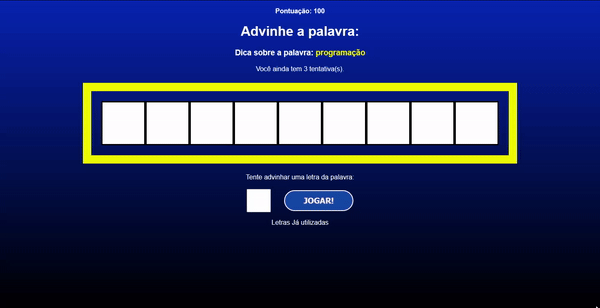 Pontuação: 100
Advinhe a palavra:
Dica sobre a palavra: programação
Você ainda tem 3 tentativa(s).
Tente advinhar uma letra da palavra:
JOGAR!
Letras Já utilizadas